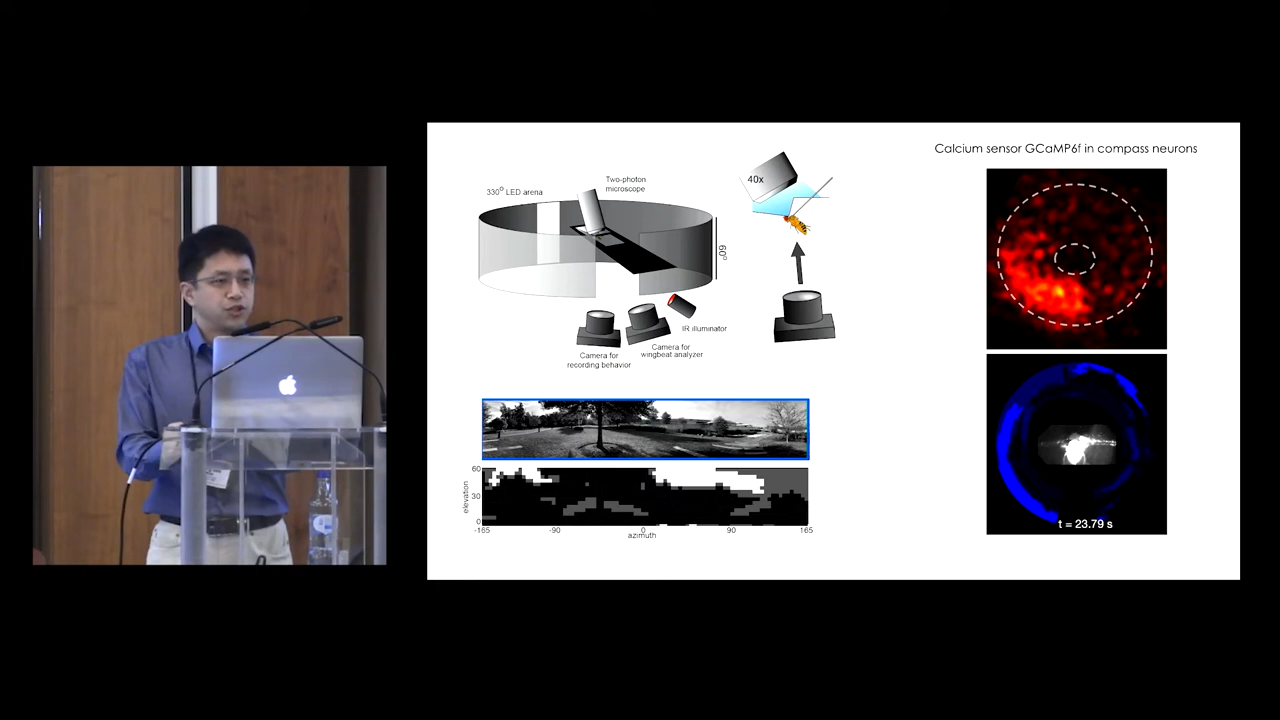 Calcium sensor GCaMP6f in compass neurons
330° LED arena
Two-photon
microscope
60°
40x
IR illuminator
Camera for
recording behavior
Camera for
wingbeat analyzer
elevation
60
30
0
-165
-90
0
90
165
azimuth
t = 23.79 s